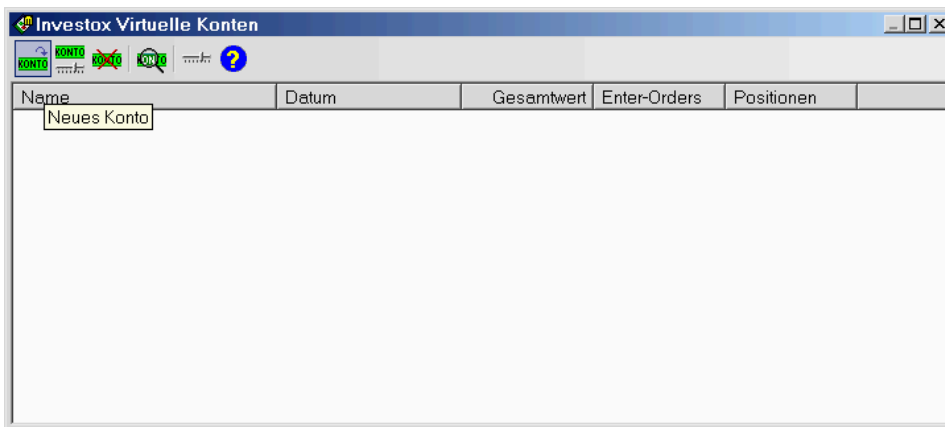 Investox Virtuelle Konten
KONTO KONTO KONTO KONTO ?
Name Datum Gesamtwert Enter-Orders Positionen
Neues Konto